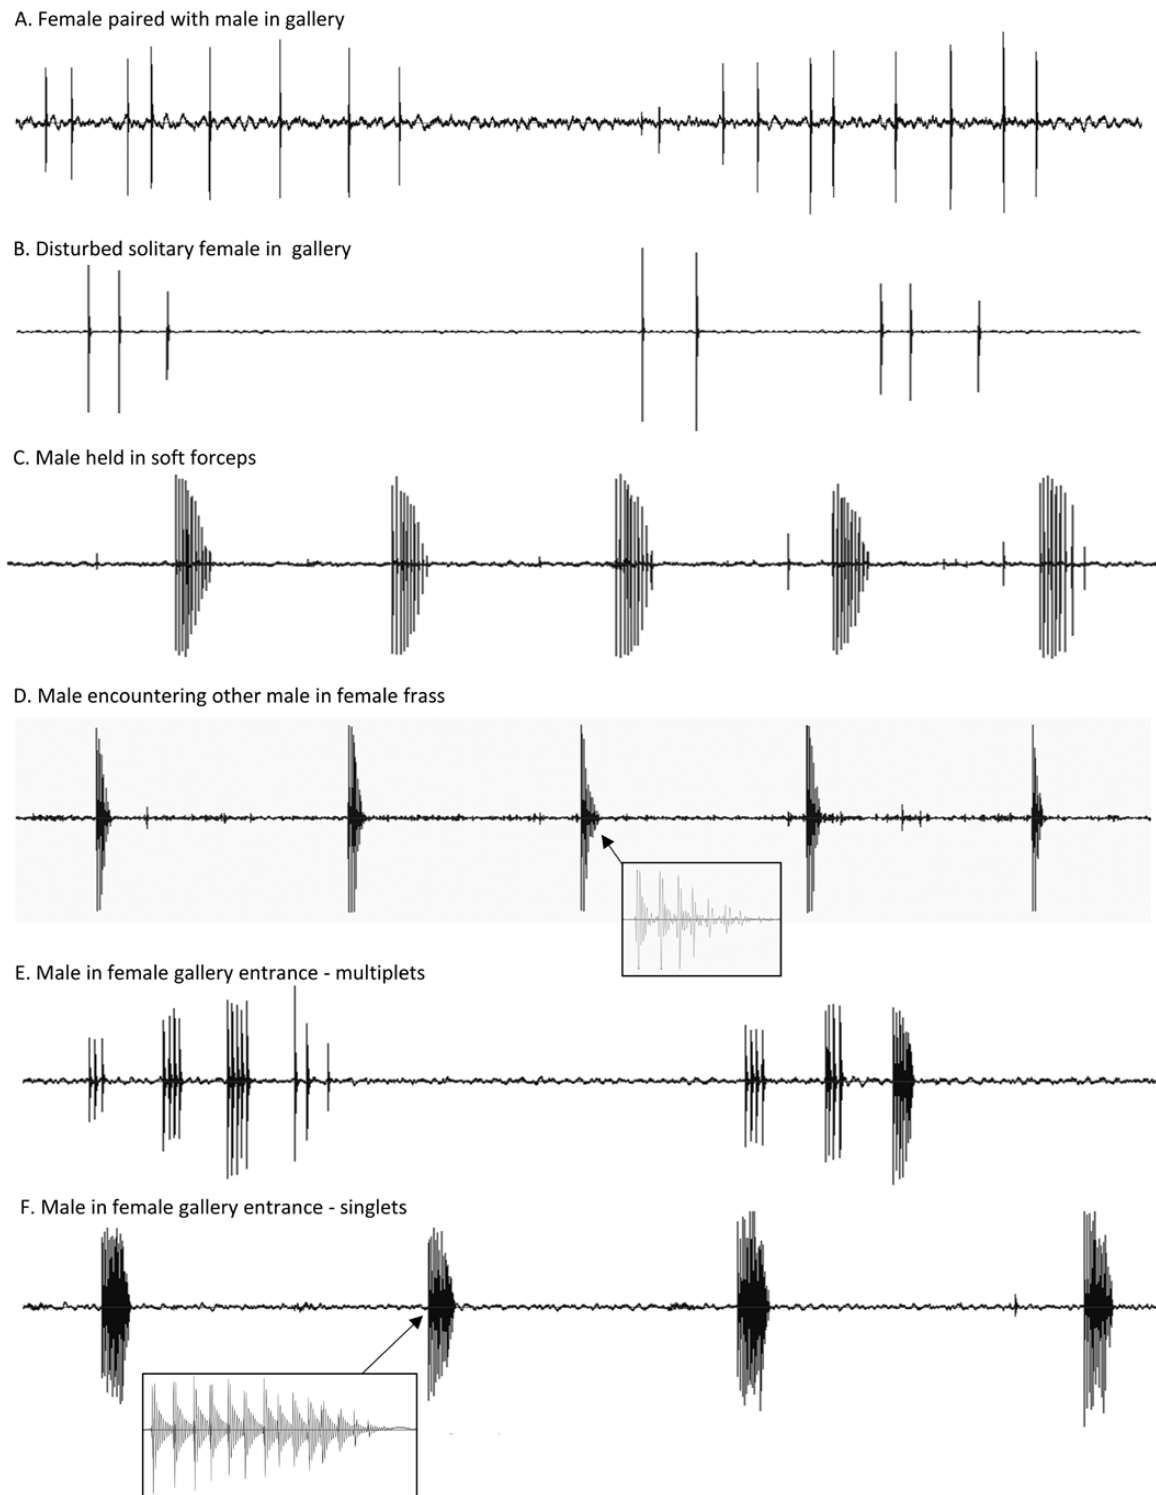 A. Female paired with male in gallery
B. Disturbed solitary female in  gallery
C. Male held in soft forceps
D. Male encountering other male in female frass
E. Male in female gallery entrance - multiplets
F. Male in female gallery entrance - singlets